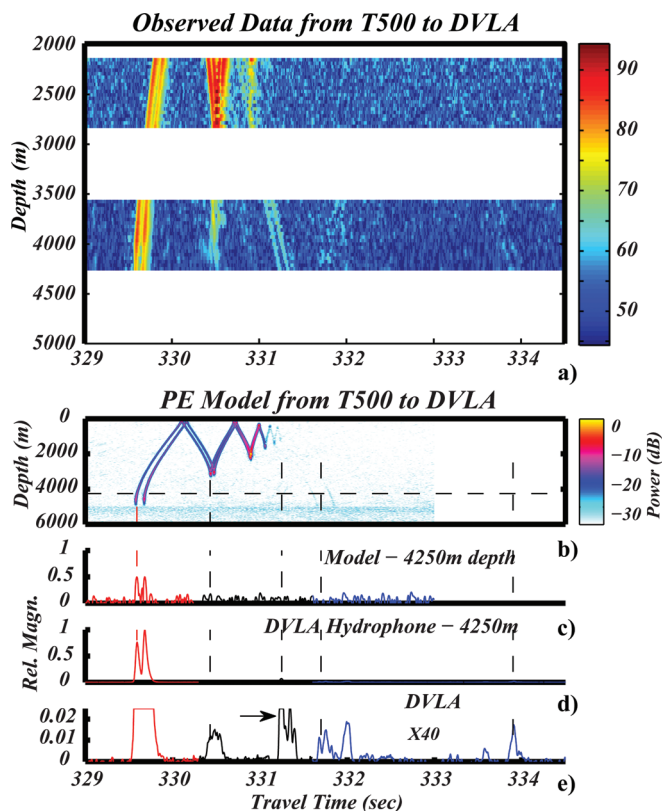 Observed Data from T500 to DVLA
2000
2500
3000
3500
4000
4500
5000
Depth (m)
329
330
331
332
333
334
90
80
70
60
50
a)
PE Model from T500 to DVLA
0
2000
4000
6000
Depth (m)
0
−10
−20
−30
Power (dB)
b)
1
0.5
0
Model − 4250m depth
c)
Rel. Magn.
1
0.5
0
DVLA Hydrophone − 4250m
d)
0.02
0.01
0
DVLA
X40
329
330
331
332
333
334
e)
Travel Time (sec)